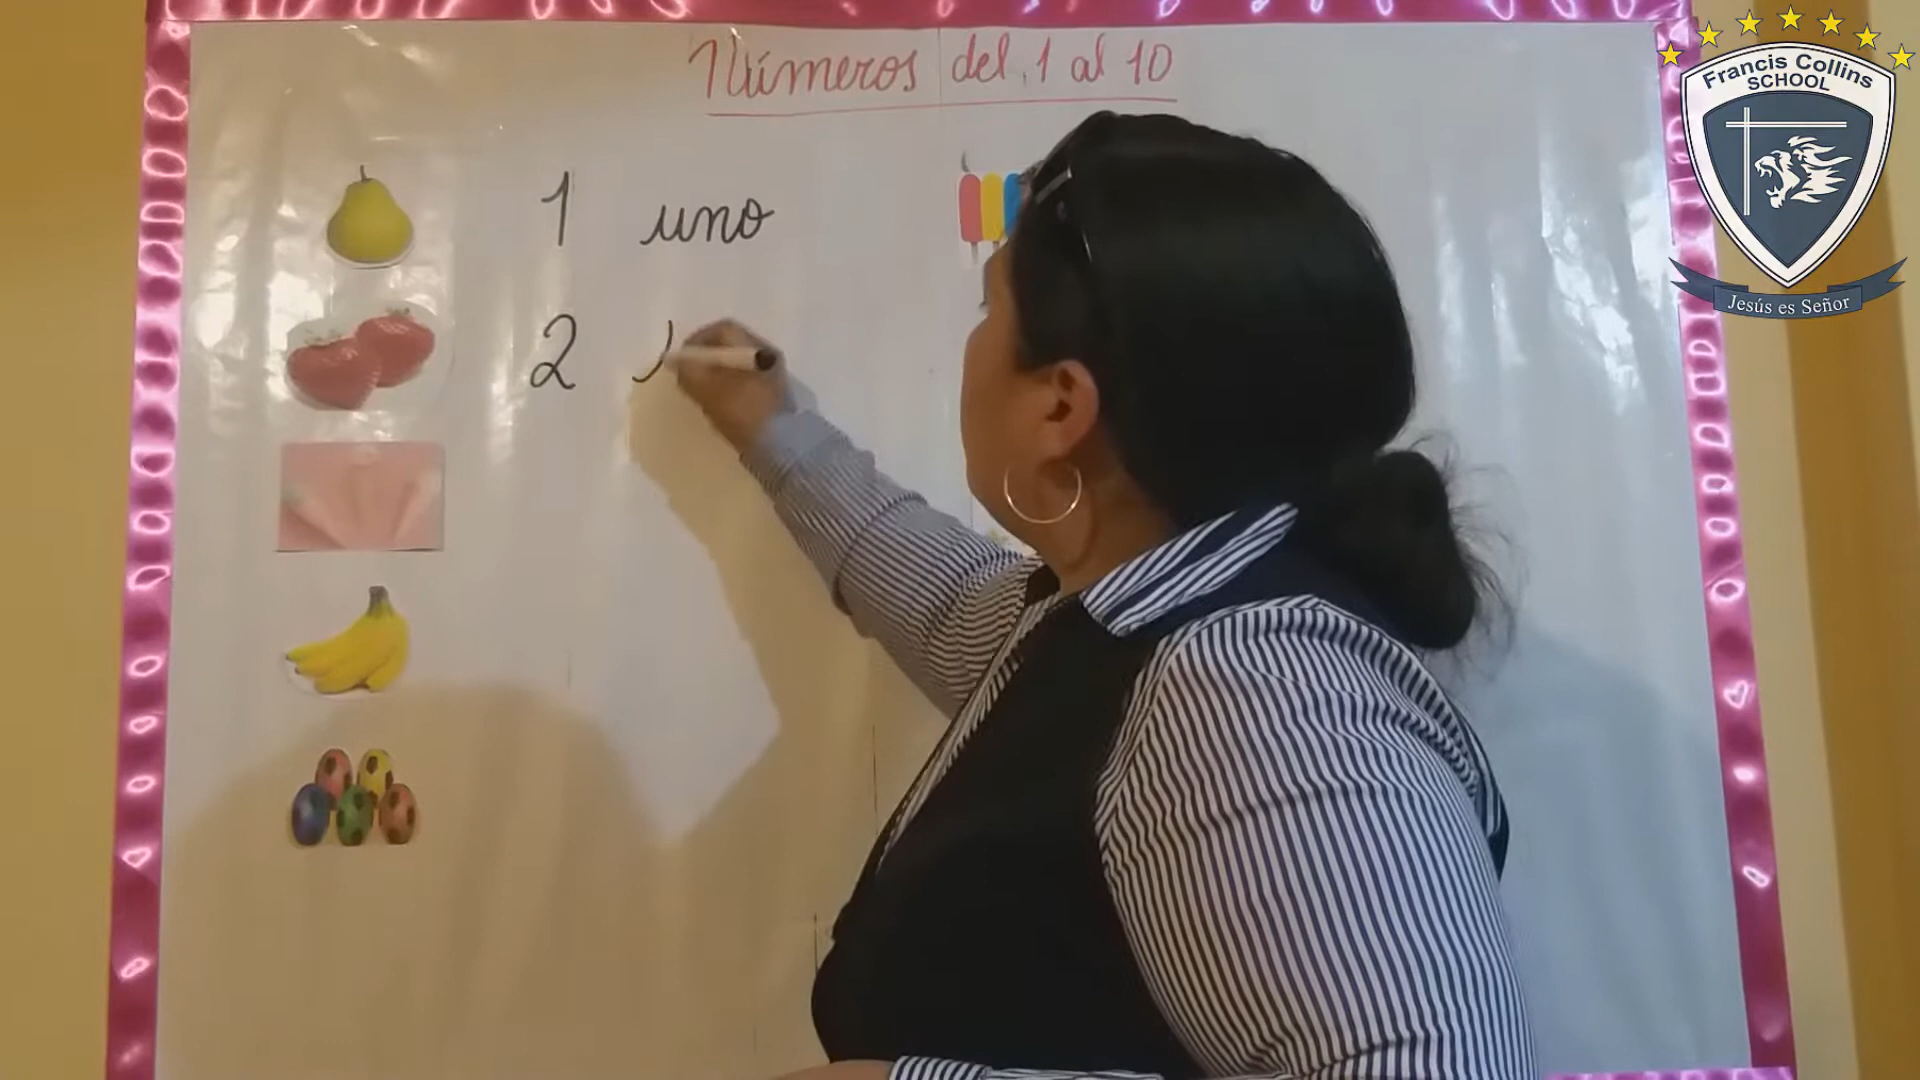 Números del 1 al 10
1 uno
2
Francis Collins
SCHOOL
Jesús es Señor